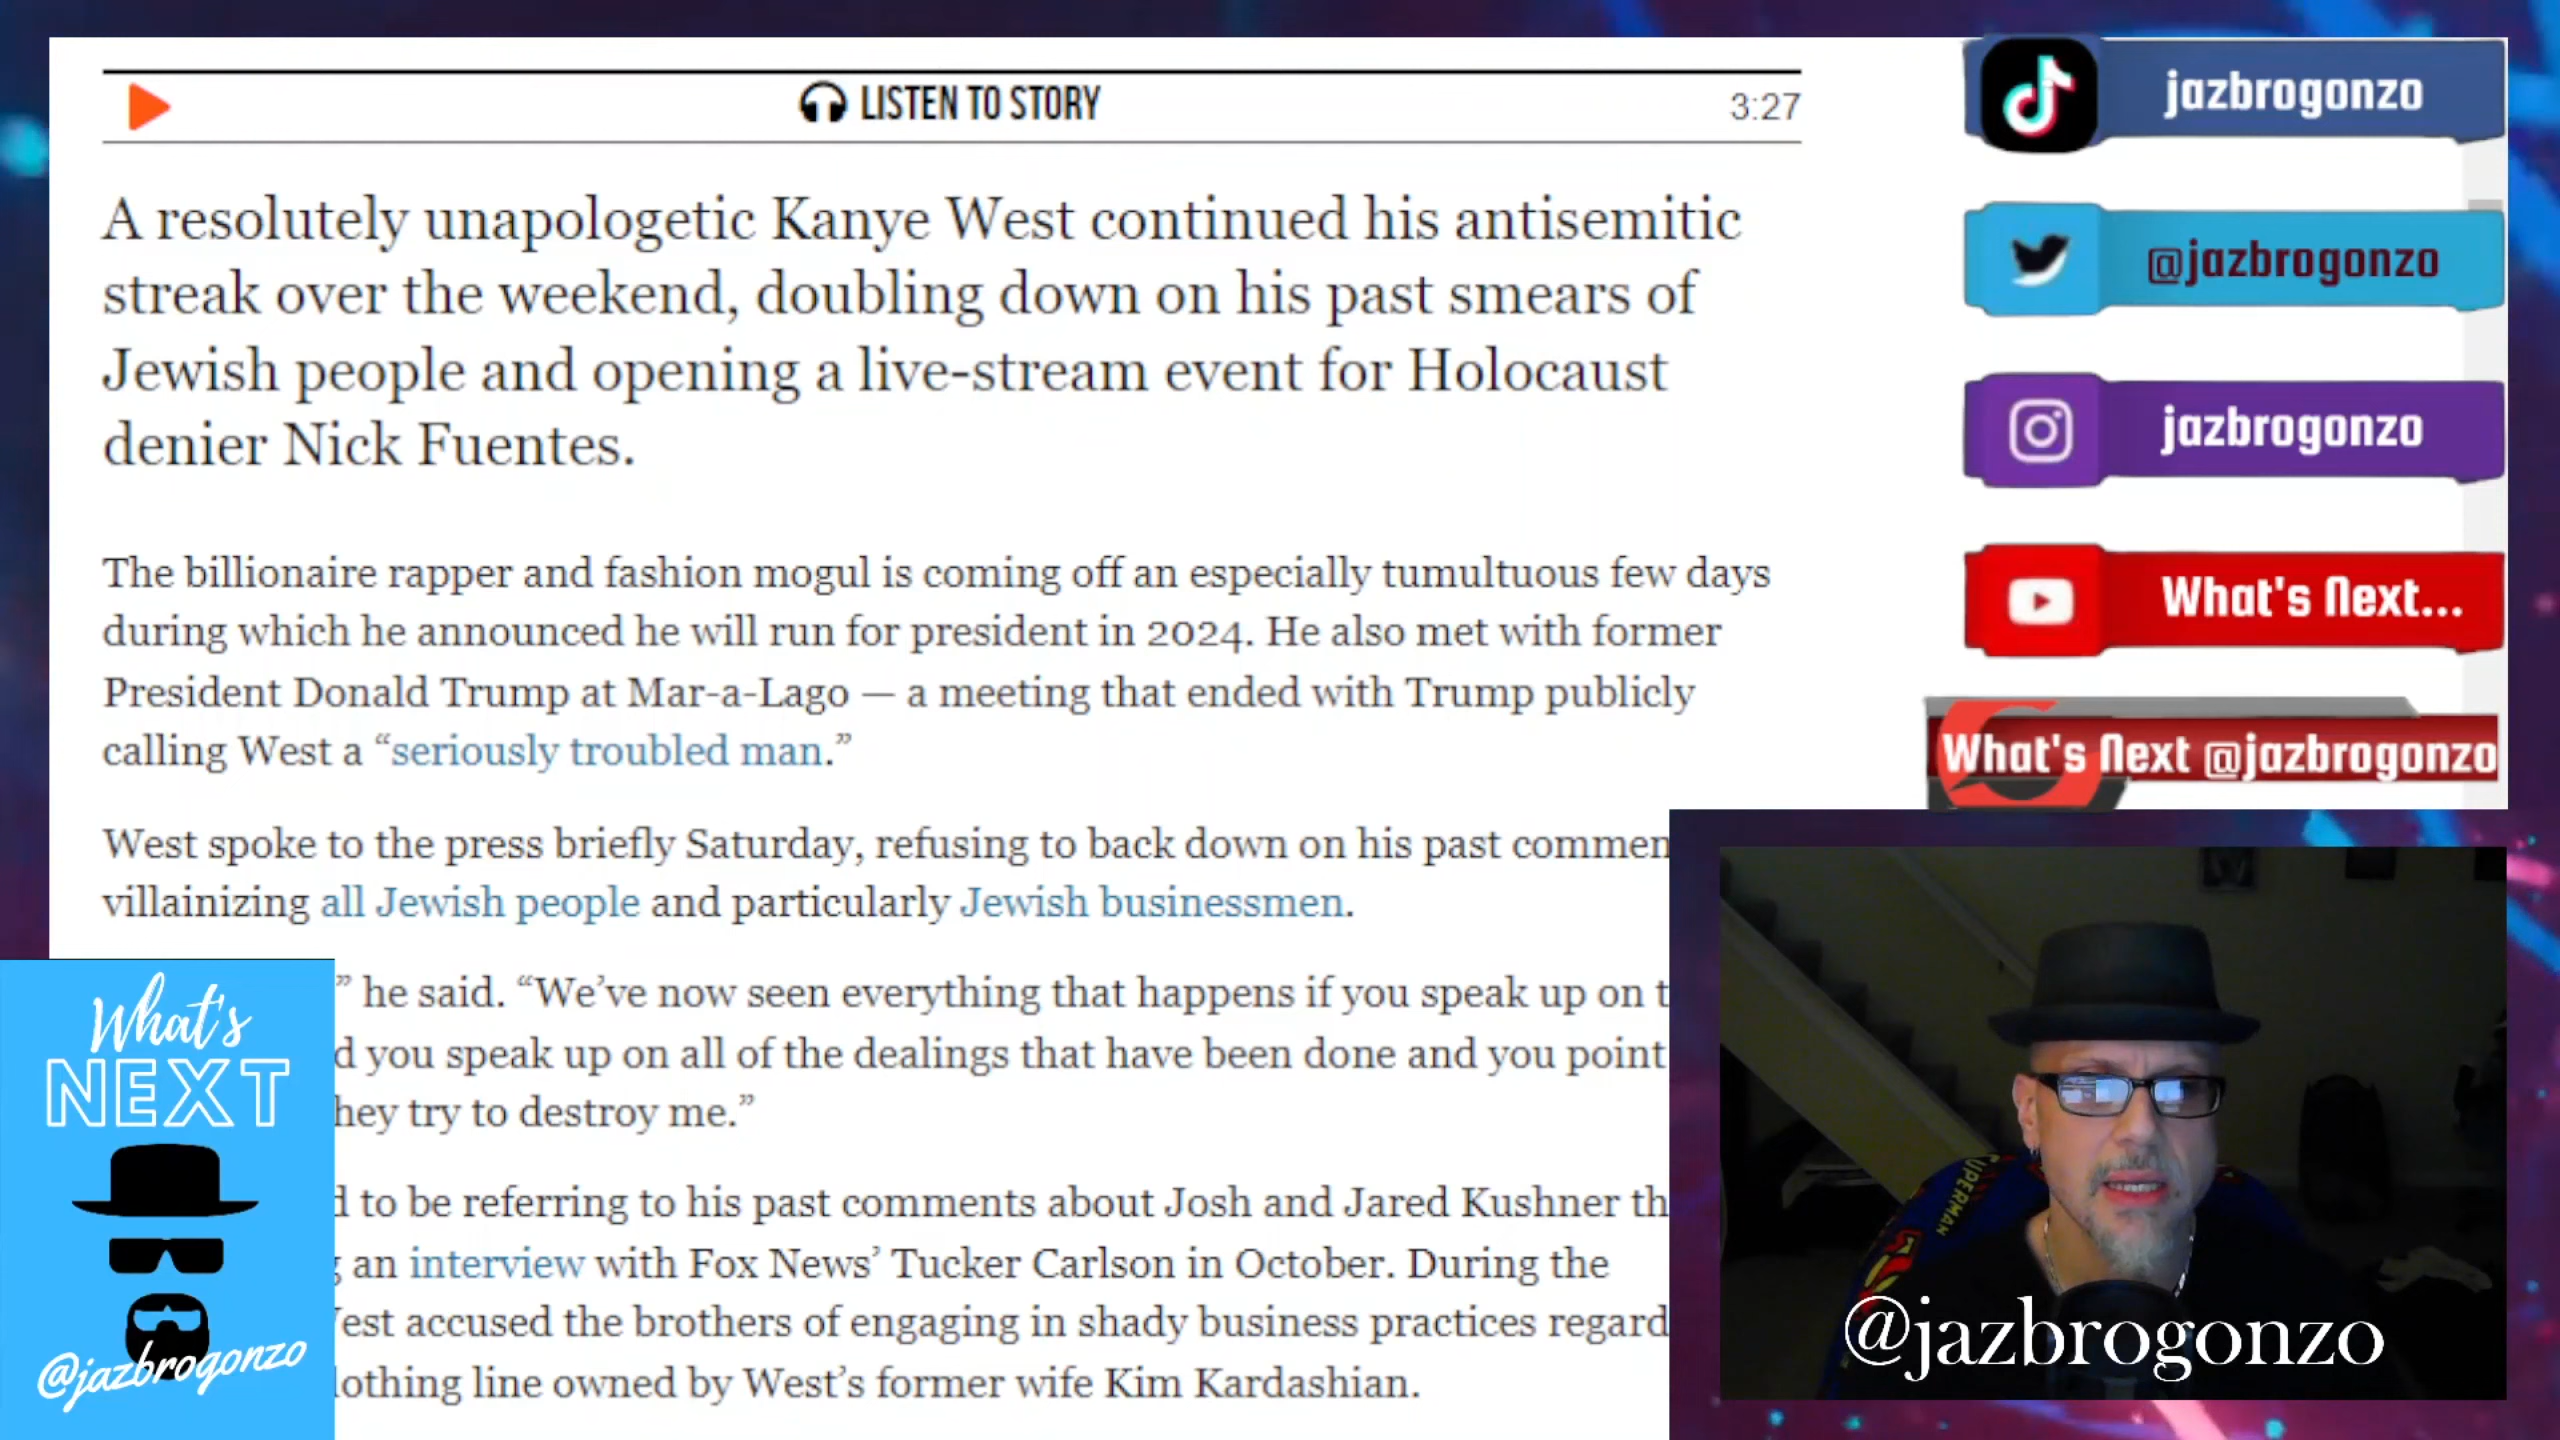 LISTEN TO STORY
3:27
A resolutely unapologetic Kanye West continued his antisemitic
streak over the weekend, doubling down on his past smears of
Jewish people and opening a live-stream event for Holocaust
denier Nick Fuentes.
The billionaire rapper and fashion mogul is coming off an especially tumultuous few days
during which he announced he will run for president in 2024. He also met with former
President Donald Trump at Mar-a-Lago — a meeting that ended with Trump publicly
calling West a “seriously troubled man.”
West spoke to the press briefly Saturday, refusing to back down on his past commen
villainizing all Jewish people and particularly Jewish businessmen.
” he said. “We’ve now seen everything that happens if you speak up on t
d you speak up on all of the dealings that have been done and you point
hey try to destroy me.”
d to be referring to his past comments about Josh and Jared Kushner th
g an interview with Fox News’ Tucker Carlson in October. During the
est accused the brothers of engaging in shady business practices regard
lothing line owned by West’s former wife Kim Kardashian.
jazbrogonzo
@jazbrogonzo
jazbrogonzo
What's Next...
What's Next @jazbrogonzo
What's
NEXT
@jazbrogonzo
SUPERMAN
@jazbrogonzo